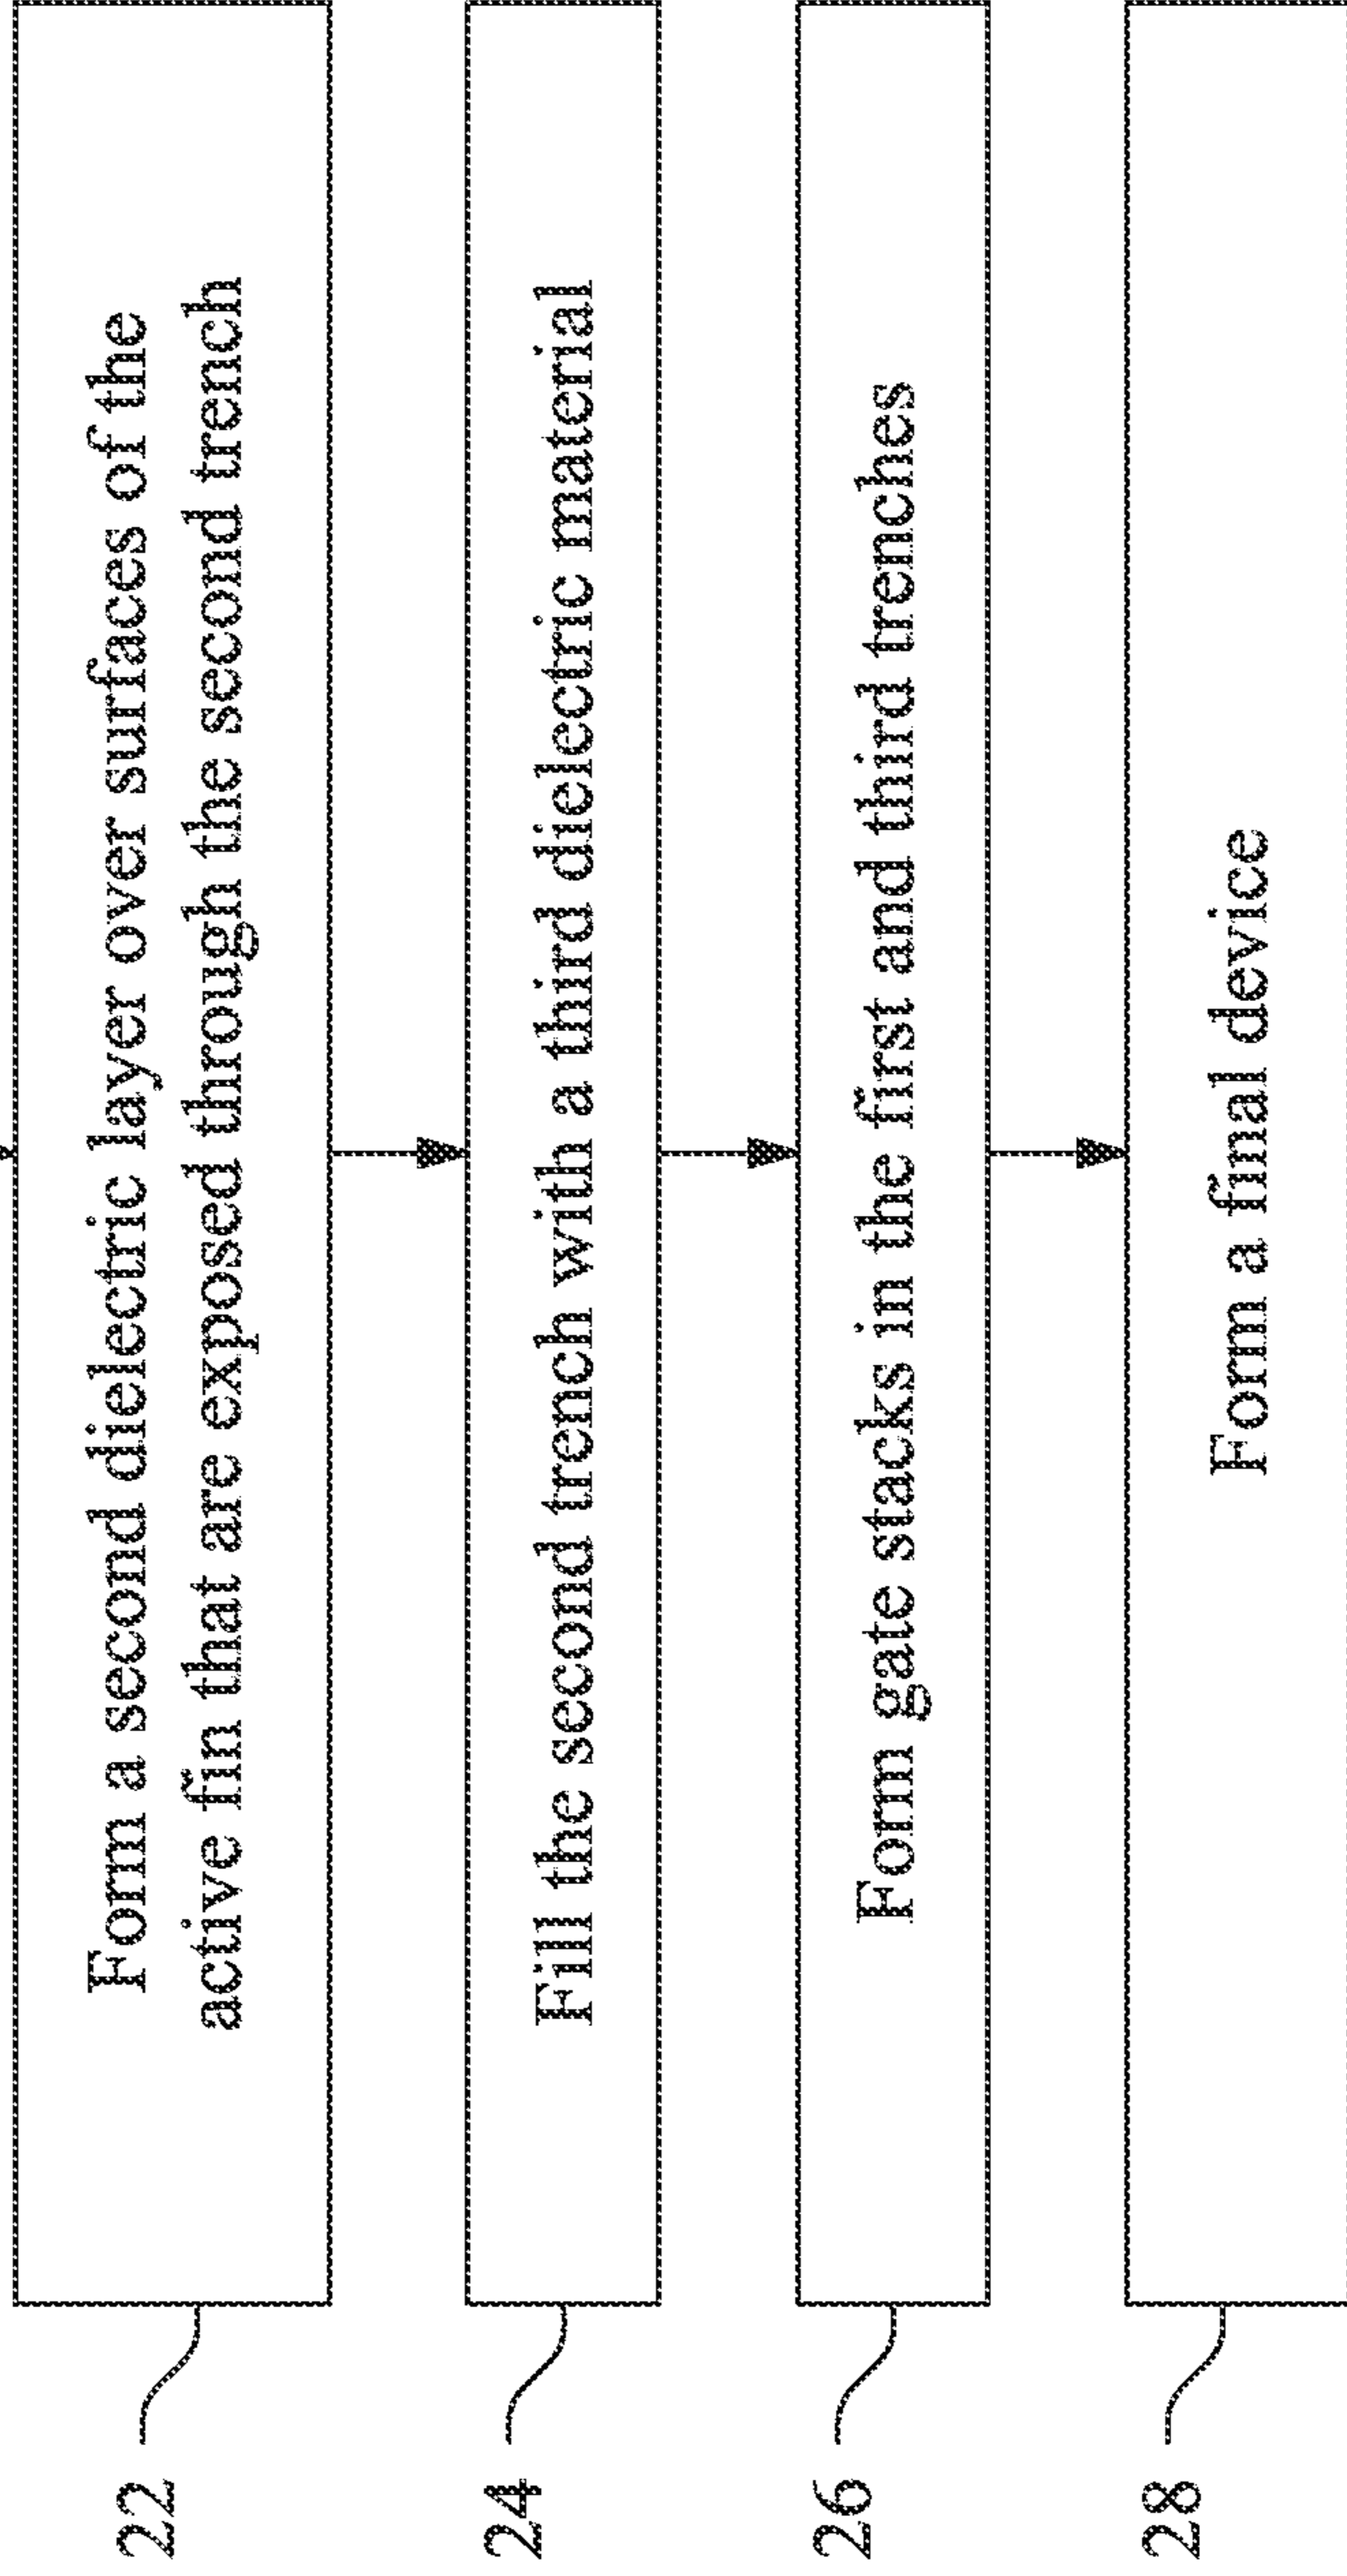 22
Form a second dielectric layer over surfaces of the
active fin that are exposed through the second trench
24
Fill the second trench with a third dielectric material
26
Form gate stacks in the first and third trenches
28
Form a final device